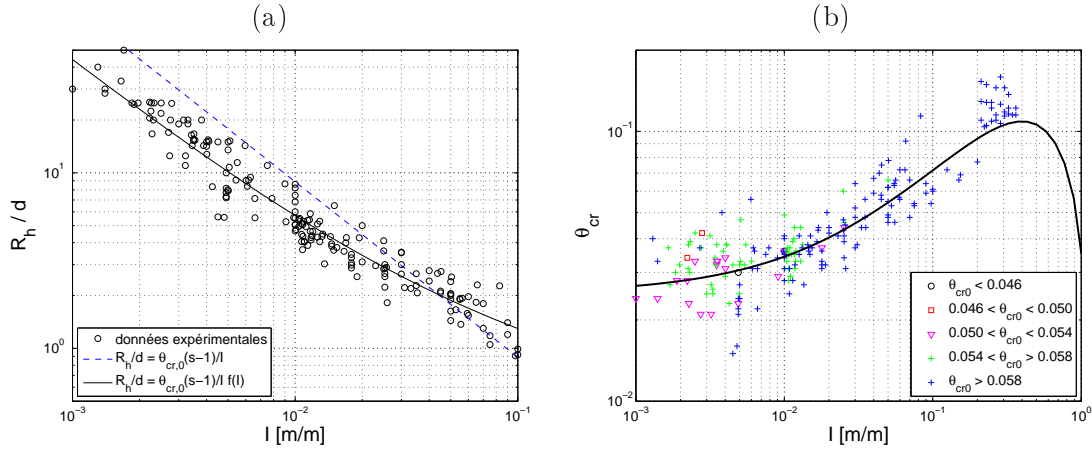 (a)
(b)
R_h / d
10^1
10^0
10^-3
10^-2
10^-1
I [m/m]
données expérimentales
R_h/d = θ_cr,0(s−1)/I
R_h/d = θ_cr,0(s−1)/I f(I)
θ_cr
10^-1
10^-2
10^-3
10^-2
10^-1
10^0
I [m/m]
θ_cr0 < 0.046
0.046 < θ_cr0 < 0.050
0.050 < θ_cr0 < 0.054
0.054 < θ_cr0 > 0.058
θ_cr0 > 0.058